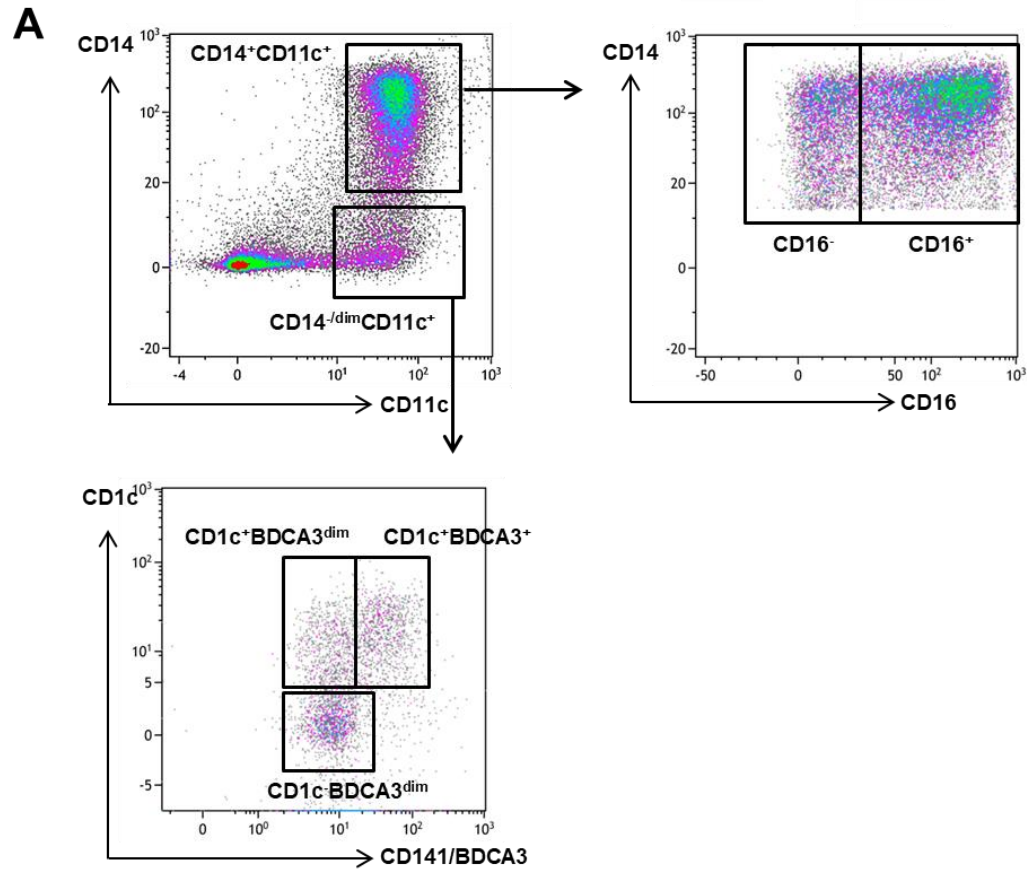 A
CD14
CD14⁺CD11c⁺
10³
10²
20
0
-20
-4 0 10¹ 10² 10³
CD14⁻/ᵈⁱᵐCD11c⁺
CD11c
CD14
10³
10²
20
0
-20
CD16⁻ CD16⁺
-50 0 50 10² 10³
CD16
CD1c
10³
CD1c⁺BDCA3ᵈⁱᵐ CD1c⁺BDCA3⁺
10²
10¹
5
0
-5
CD1c⁻BDCA3ᵈⁱᵐ
0 10⁰ 10¹ 10² 10³
CD141/BDCA3